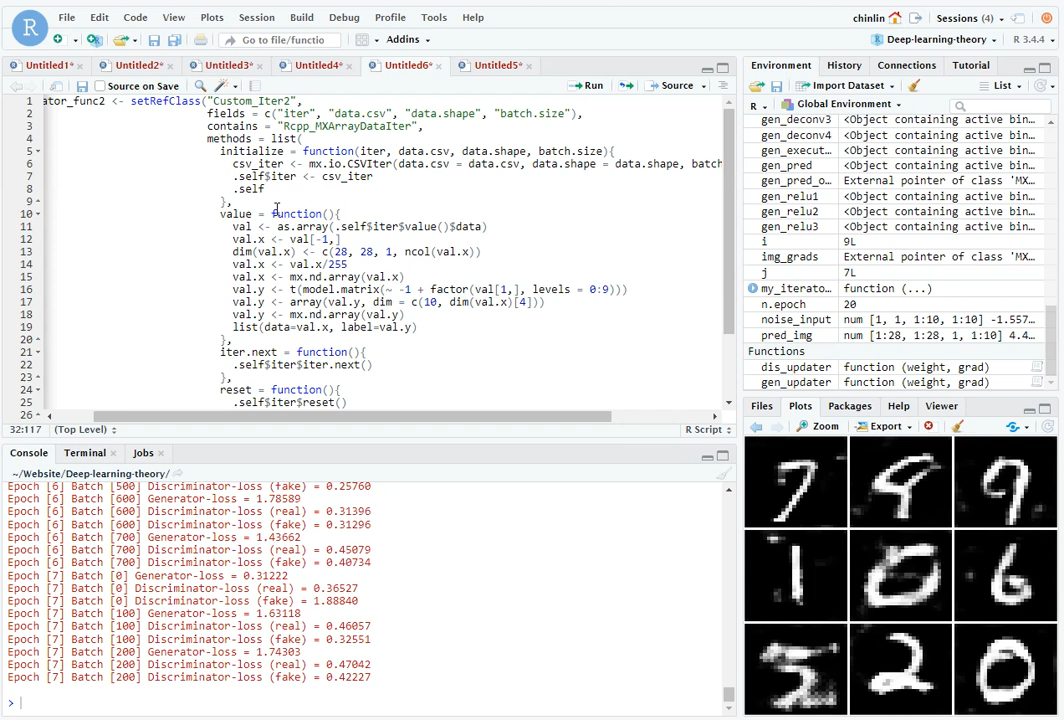 File Edit Code View Plots Session Build Debug Profile Tools Help
chinlin Sessions (4)
Go to file/functio Addins
Deep-learning-theory R 3.4.4
Untitled1* Untitled2* Untitled3* Untitled4* Untitled6* Untitled5*
Source on Save Run Source
1 ator_func2 <- setRefClass("Custom_Iter2",
2 fields = c("iter", "data.csv", "data.shape", "batch.size"),
3 contains = "Rcpp_MXArrayDataIter",
4 methods = list(
5 initialize = function(iter, data.csv, data.shape, batch.size){
6 csv_iter <- mx.io.CSVIter(data.csv = data.csv, data.shape = data.shape, batch
7 .self$iter <- csv_iter
8 .self
9 },
10 value = function(){
11 val <- as.array(.self$iter$value()$data)
12 val.x <- val[-1,]
13 dim(val.x) <- c(28, 28, 1, ncol(val.x))
14 val.x <- val.x/255
15 val.x <- mx.nd.array(val.x)
16 val.y <- t(model.matrix(~ -1 + factor(val[1,], levels = 0:9)))
17 val.y <- array(val.y, dim = c(10, dim(val.x)[4]))
18 val.y <- mx.nd.array(val.y)
19 list(data=val.x, label=val.y)
20 },
21 iter.next = function(){
22 .self$iter$iter.next()
23 },
24 reset = function(){
25 .self$iter$reset()
26
32:117 (Top Level) R Script
Console Terminal Jobs
~/Website/Deep-learning-theory/
Epoch [6] Batch [500] Discriminator-loss (fake) = 0.25760
Epoch [6] Batch [600] Generator-loss = 1.78589
Epoch [6] Batch [600] Discriminator-loss (real) = 0.31396
Epoch [6] Batch [600] Discriminator-loss (fake) = 0.31296
Epoch [6] Batch [700] Generator-loss = 1.43662
Epoch [6] Batch [700] Discriminator-loss (real) = 0.45079
Epoch [6] Batch [700] Discriminator-loss (fake) = 0.40734
Epoch [7] Batch [0] Generator-loss = 0.31222
Epoch [7] Batch [0] Discriminator-loss (real) = 0.36527
Epoch [7] Batch [0] Discriminator-loss (fake) = 1.88840
Epoch [7] Batch [100] Generator-loss = 1.63118
Epoch [7] Batch [100] Discriminator-loss (real) = 0.46057
Epoch [7] Batch [100] Discriminator-loss (fake) = 0.32551
Epoch [7] Batch [200] Generator-loss = 1.74303
Epoch [7] Batch [200] Discriminator-loss (real) = 0.47042
Epoch [7] Batch [200] Discriminator-loss (fake) = 0.42227
>
Environment History Connections Tutorial
Import Dataset List
R Global Environment
gen_deconv3 <Object containing active bin…
gen_deconv4 <Object containing active bin…
gen_execut… <Object containing active bin…
gen_pred <Object containing active bin…
gen_pred_o… External pointer of class 'MX…
gen_relu1 <Object containing active bin…
gen_relu2 <Object containing active bin…
gen_relu3 <Object containing active bin…
i 9L
img_grads External pointer of class 'MX…
j 7L
my_iterato… function (...)
n.epoch 20
noise_input num [1, 1, 1:10, 1:10] -1.557…
pred_img num [1:28, 1:28, 1, 1:10] 4.4…
Functions
dis_updater function (weight, grad)
gen_updater function (weight, grad)
Files Plots Packages Help Viewer
Zoom Export
7 9 9
1 0 6
2 0